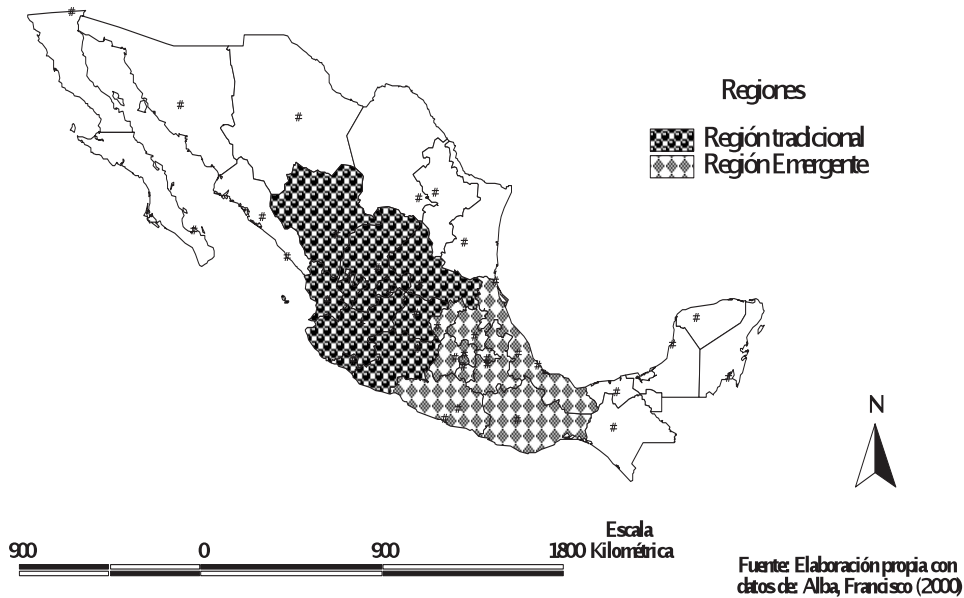 Regiones
Región tradicional
Región Emergente
N
Escala
900 0 900 1800 Kilométrica
Fuente: Elaboración propia con
datos de: Alba, Francisco (2000)